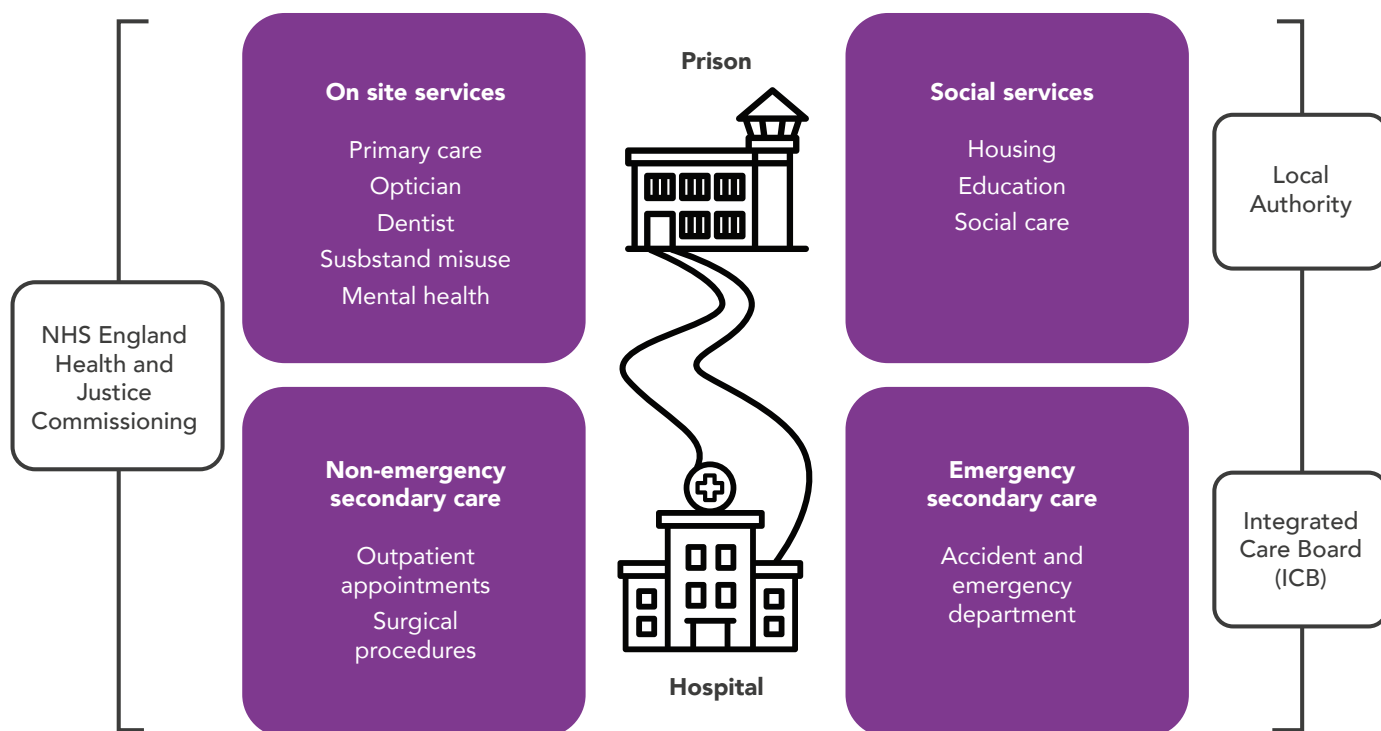 NHS England
Health and
Justice
Commissioning
On site services
Primary care
Optician
Dentist
Susbstand misuse
Mental health
Non-emergency
secondary care
Outpatient
appointments
Surgical
procedures
Prison
Hospital
Social services
Housing
Education
Social care
Emergency
secondary care
Accident and
emergency
department
Local
Authority
Integrated
Care Board
(ICB)